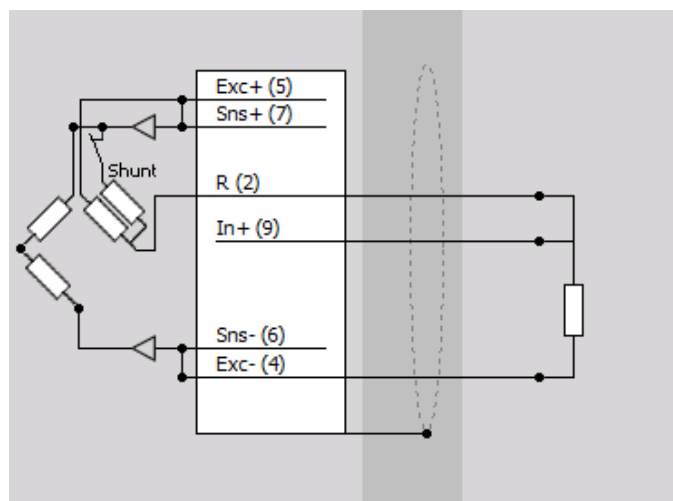 Exc+ (5)
Sns+ (7)
Shunt
R (2)
In+ (9)
Sns- (6)
Exc- (4)